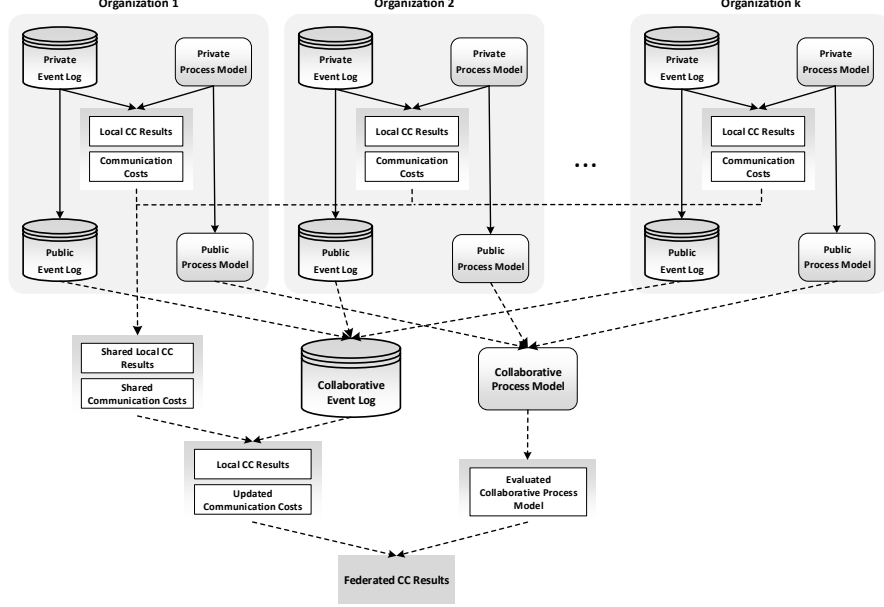 Organization 1
Organization 2
Organization k
Private
Event Log
Private
Process Model
Private
Event Log
Private
Process Model
Private
Event Log
Private
Process Model
Local CC Results
Communication
Costs
Local CC Results
Communication
Costs
...
Local CC Results
Communication
Costs
Public
Event Log
Public
Process Model
Public
Event Log
Public
Process Model
Public
Event Log
Public
Process Model
Shared Local CC
Results
Shared
Communication Costs
Collaborative
Event Log
Collaborative
Process Model
Local CC Results
Updated
Communication Costs
Evaluated
Collaborative Process
Model
Federated CC Results